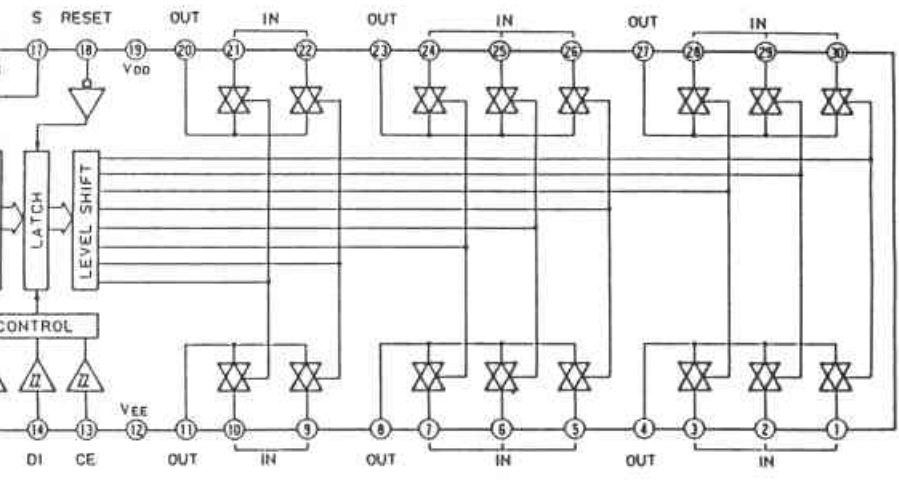 S RESET OUT IN OUT IN OUT IN
17 18 19 20 21 22 23 24 25 26 27 28 29 30
VDD
LATCH
LEVEL SHIFT
CONTROL
VEE
14 13 12 11 10 9 8 7 6 5 4 3 2 1
DI CE OUT IN OUT IN OUT IN